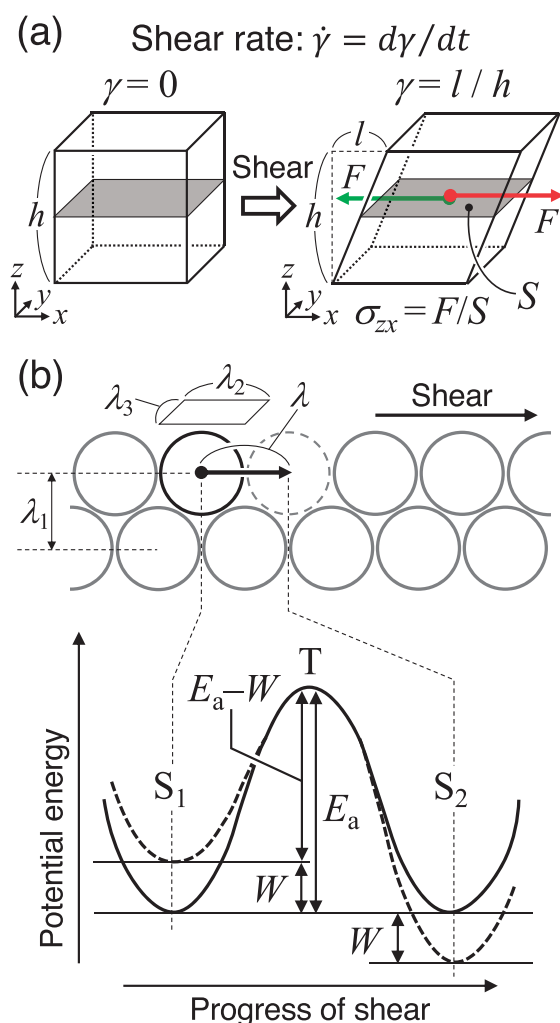 (a)
Shear rate: γ̇ = dγ/dt
γ = 0
γ = l / h
l
Shear
F
h
h
F
S
z
y
x
z
y
x
σzx = F/S
(b)
λ2
λ3
λ
Shear
λ1
T
Ea–W
S1
S2
Ea
W
W
Potential energy
Progress of shear